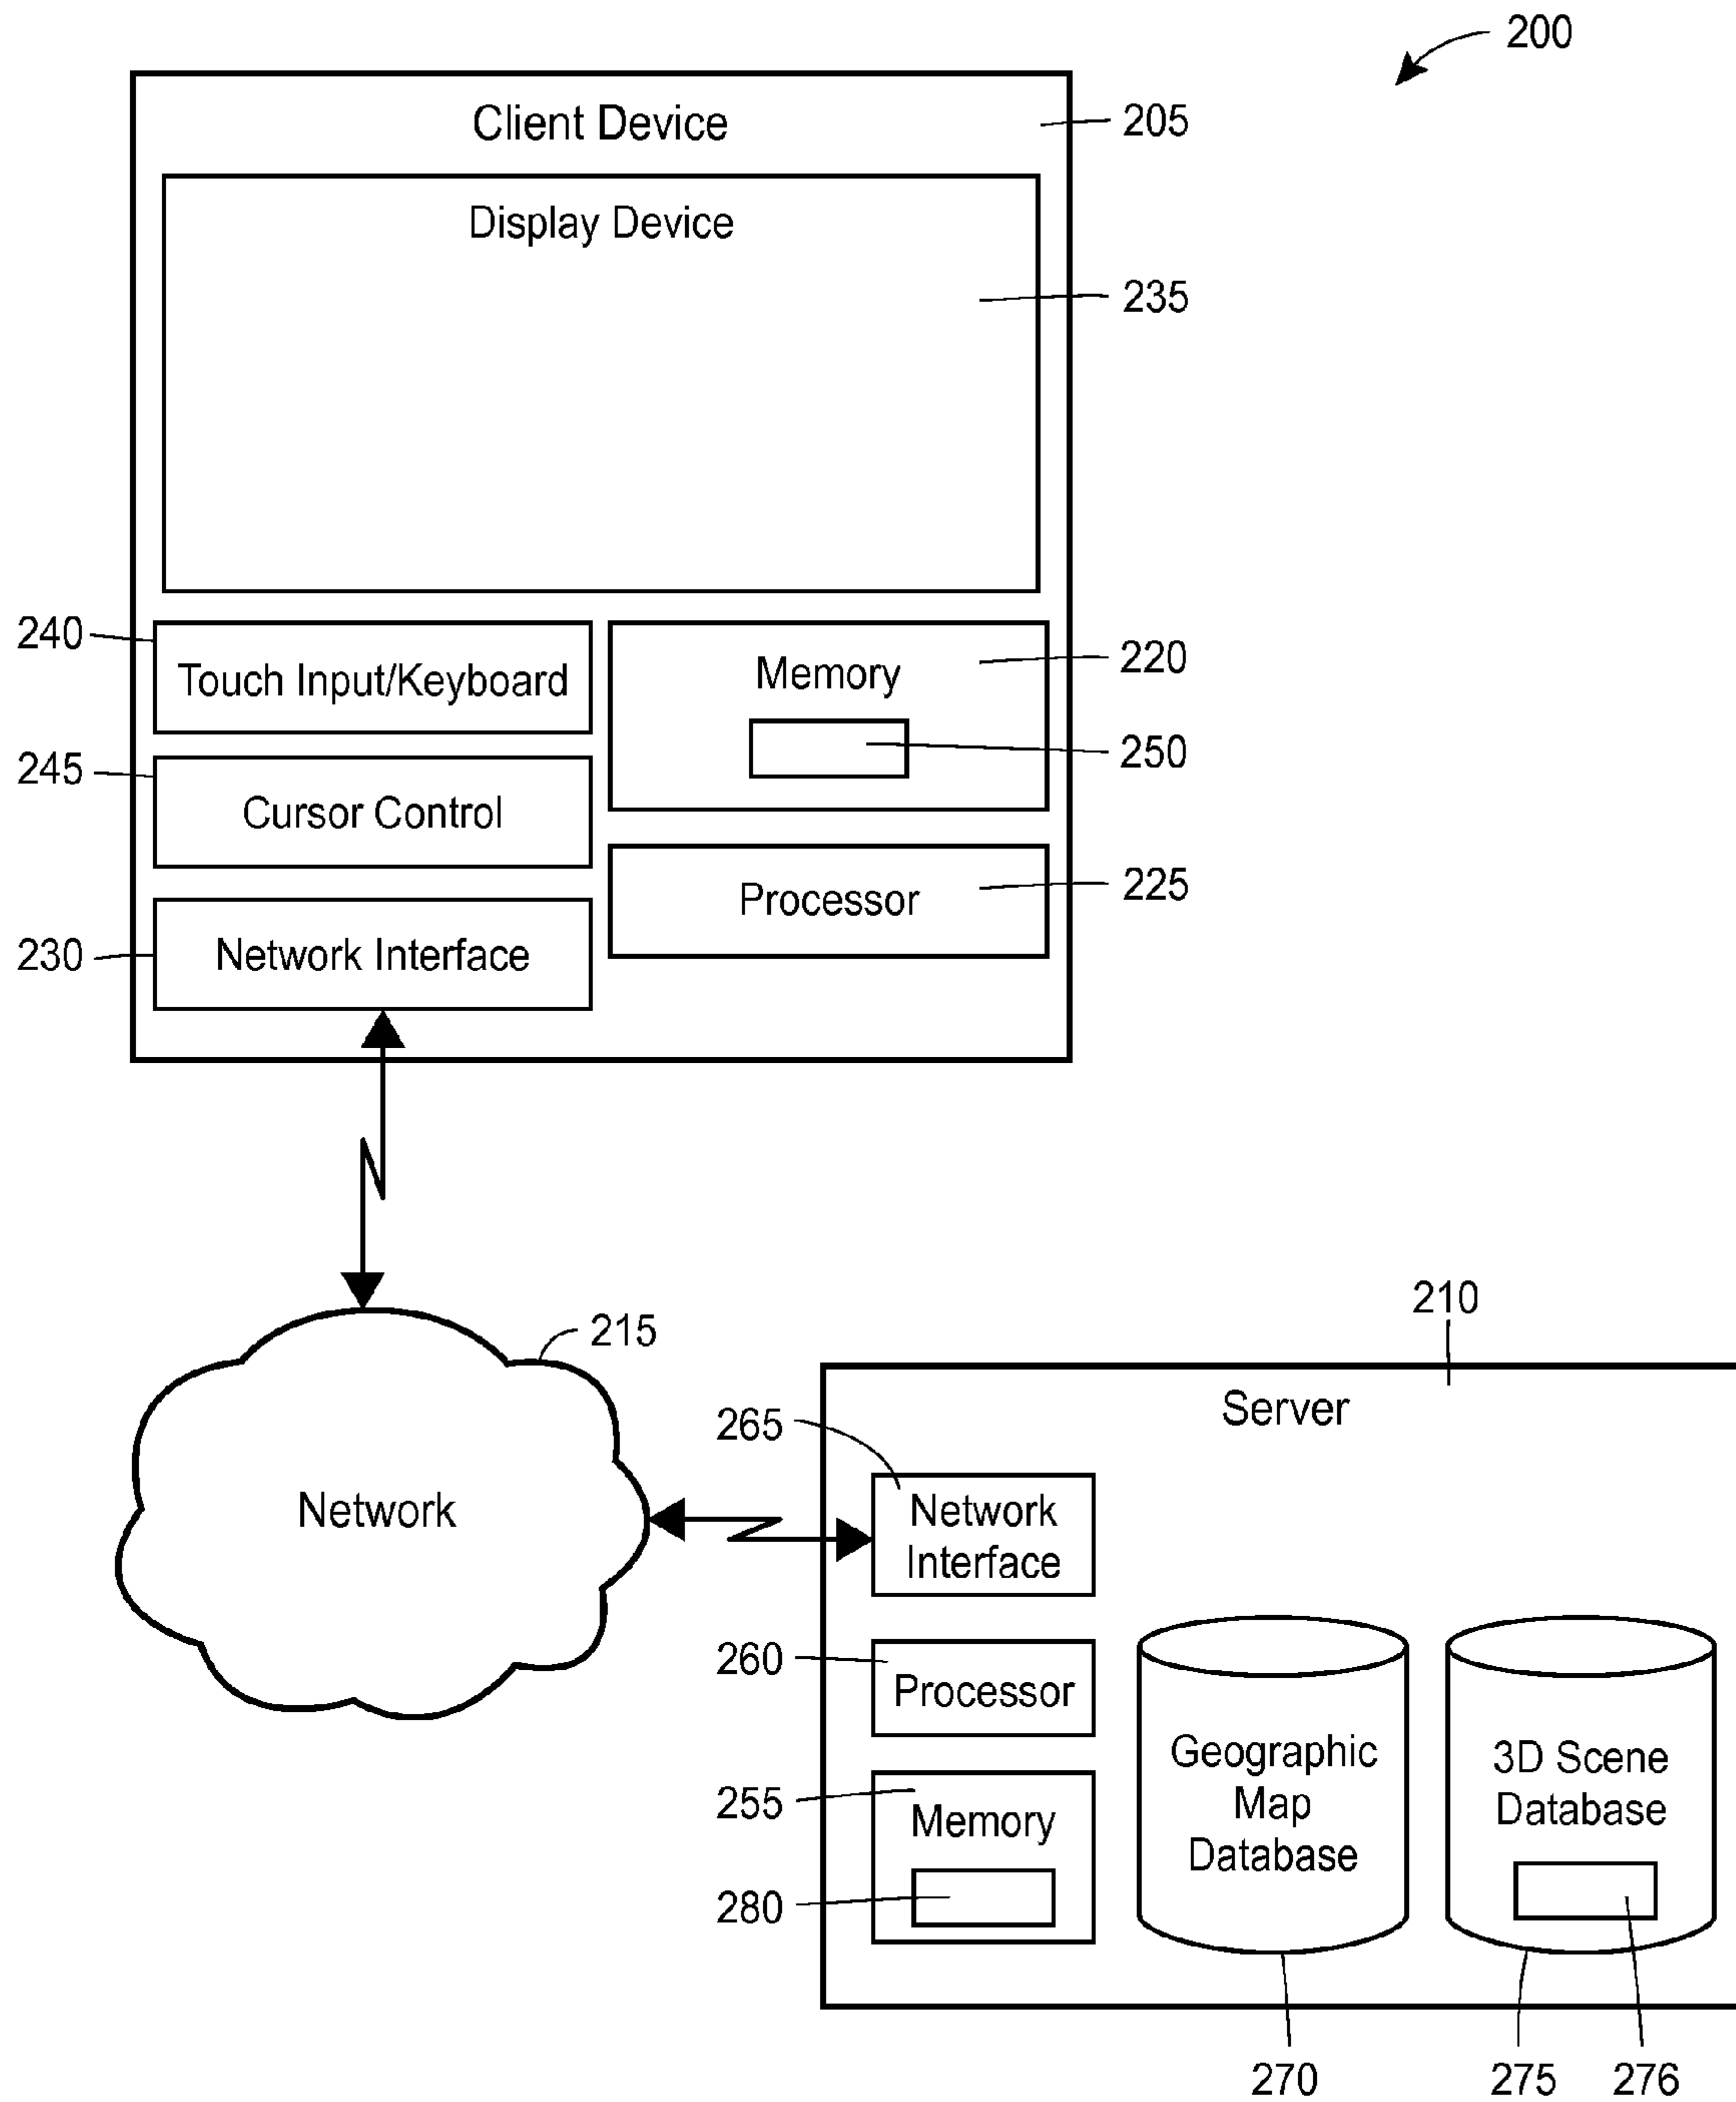 200
Client Device
205
Display Device
235
240
Touch Input/Keyboard
Memory
220
250
245
Cursor Control
Processor
225
230
Network Interface
215
Network
210
Server
265
Network
Interface
260
Processor
255
Memory
280
Geographic
Map
Database
3D Scene
Database
270
275
276